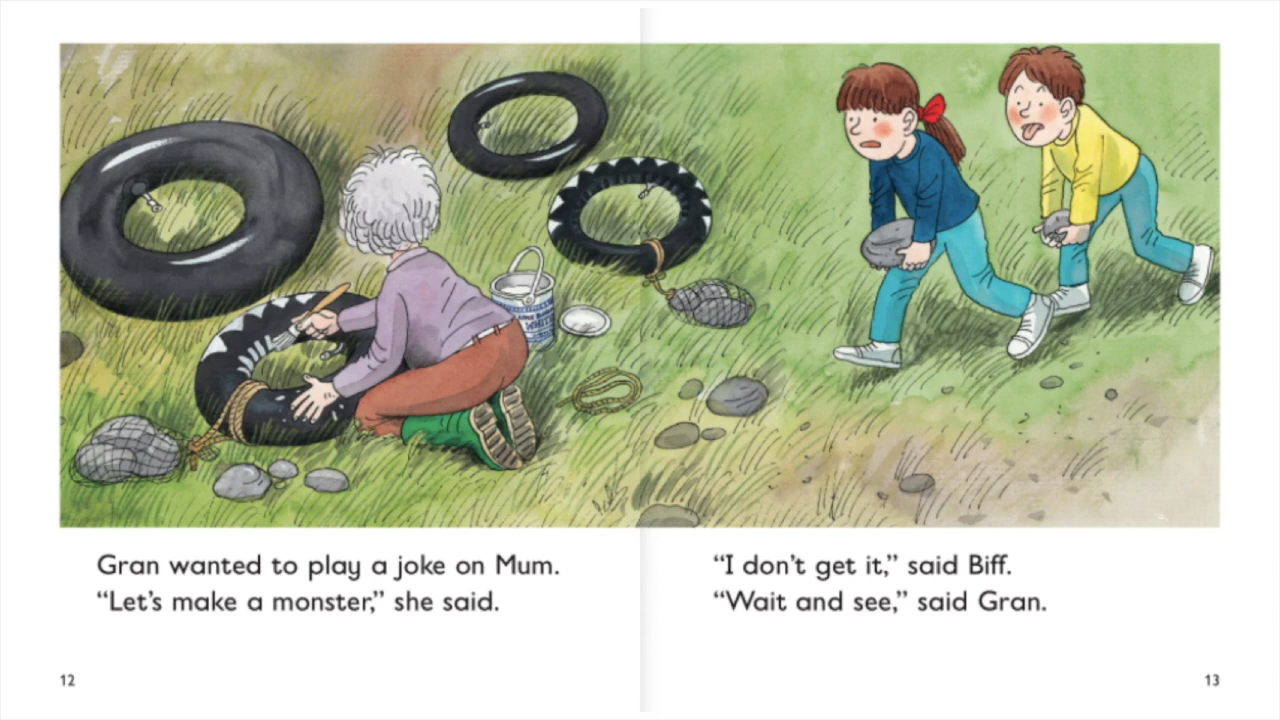 WHITE
Gran wanted to play a joke on Mum.
“Let’s make a monster,” she said.
“I don’t get it,” said Biff.
“Wait and see,” said Gran.
12
13